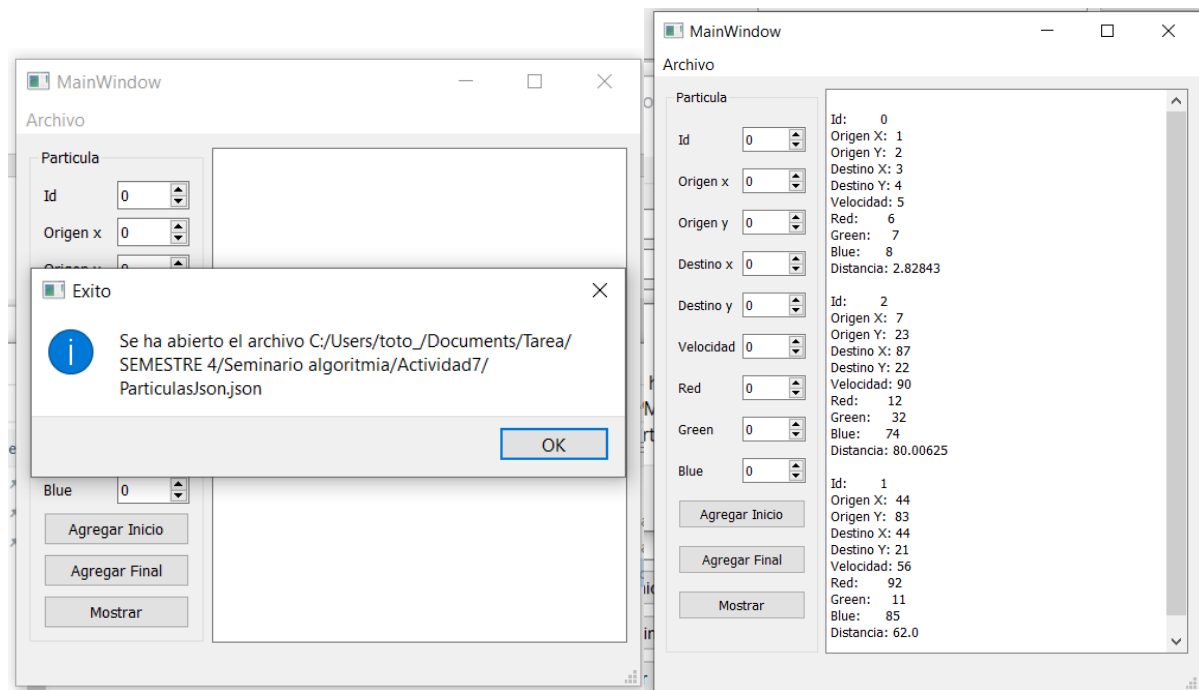 MainWindow
Archivo
Particula
Id 0
Origen x 0
Exito
Se ha abierto el archivo C:/Users/toto_/Documents/Tarea/
SEMESTRE 4/Seminario algoritmia/Actividad7/
ParticulasJson.json
OK
Blue 0
Agregar Inicio
Agregar Final
Mostrar
MainWindow
Archivo
Particula
Id 0
Origen x 0
Origen y 0
Destino x 0
Destino y 0
Velocidad 0
Red 0
Green 0
Blue 0
Agregar Inicio
Agregar Final
Mostrar
Id: 0
Origen X: 1
Origen Y: 2
Destino X: 3
Destino Y: 4
Velocidad: 5
Red: 6
Green: 7
Blue: 8
Distancia: 2.82843
Id: 2
Origen X: 7
Origen Y: 23
Destino X: 87
Destino Y: 22
Velocidad: 90
Red: 12
Green: 32
Blue: 74
Distancia: 80.00625
Id: 1
Origen X: 44
Origen Y: 83
Destino X: 44
Destino Y: 21
Velocidad: 56
Red: 92
Green: 11
Blue: 85
Distancia: 62.0